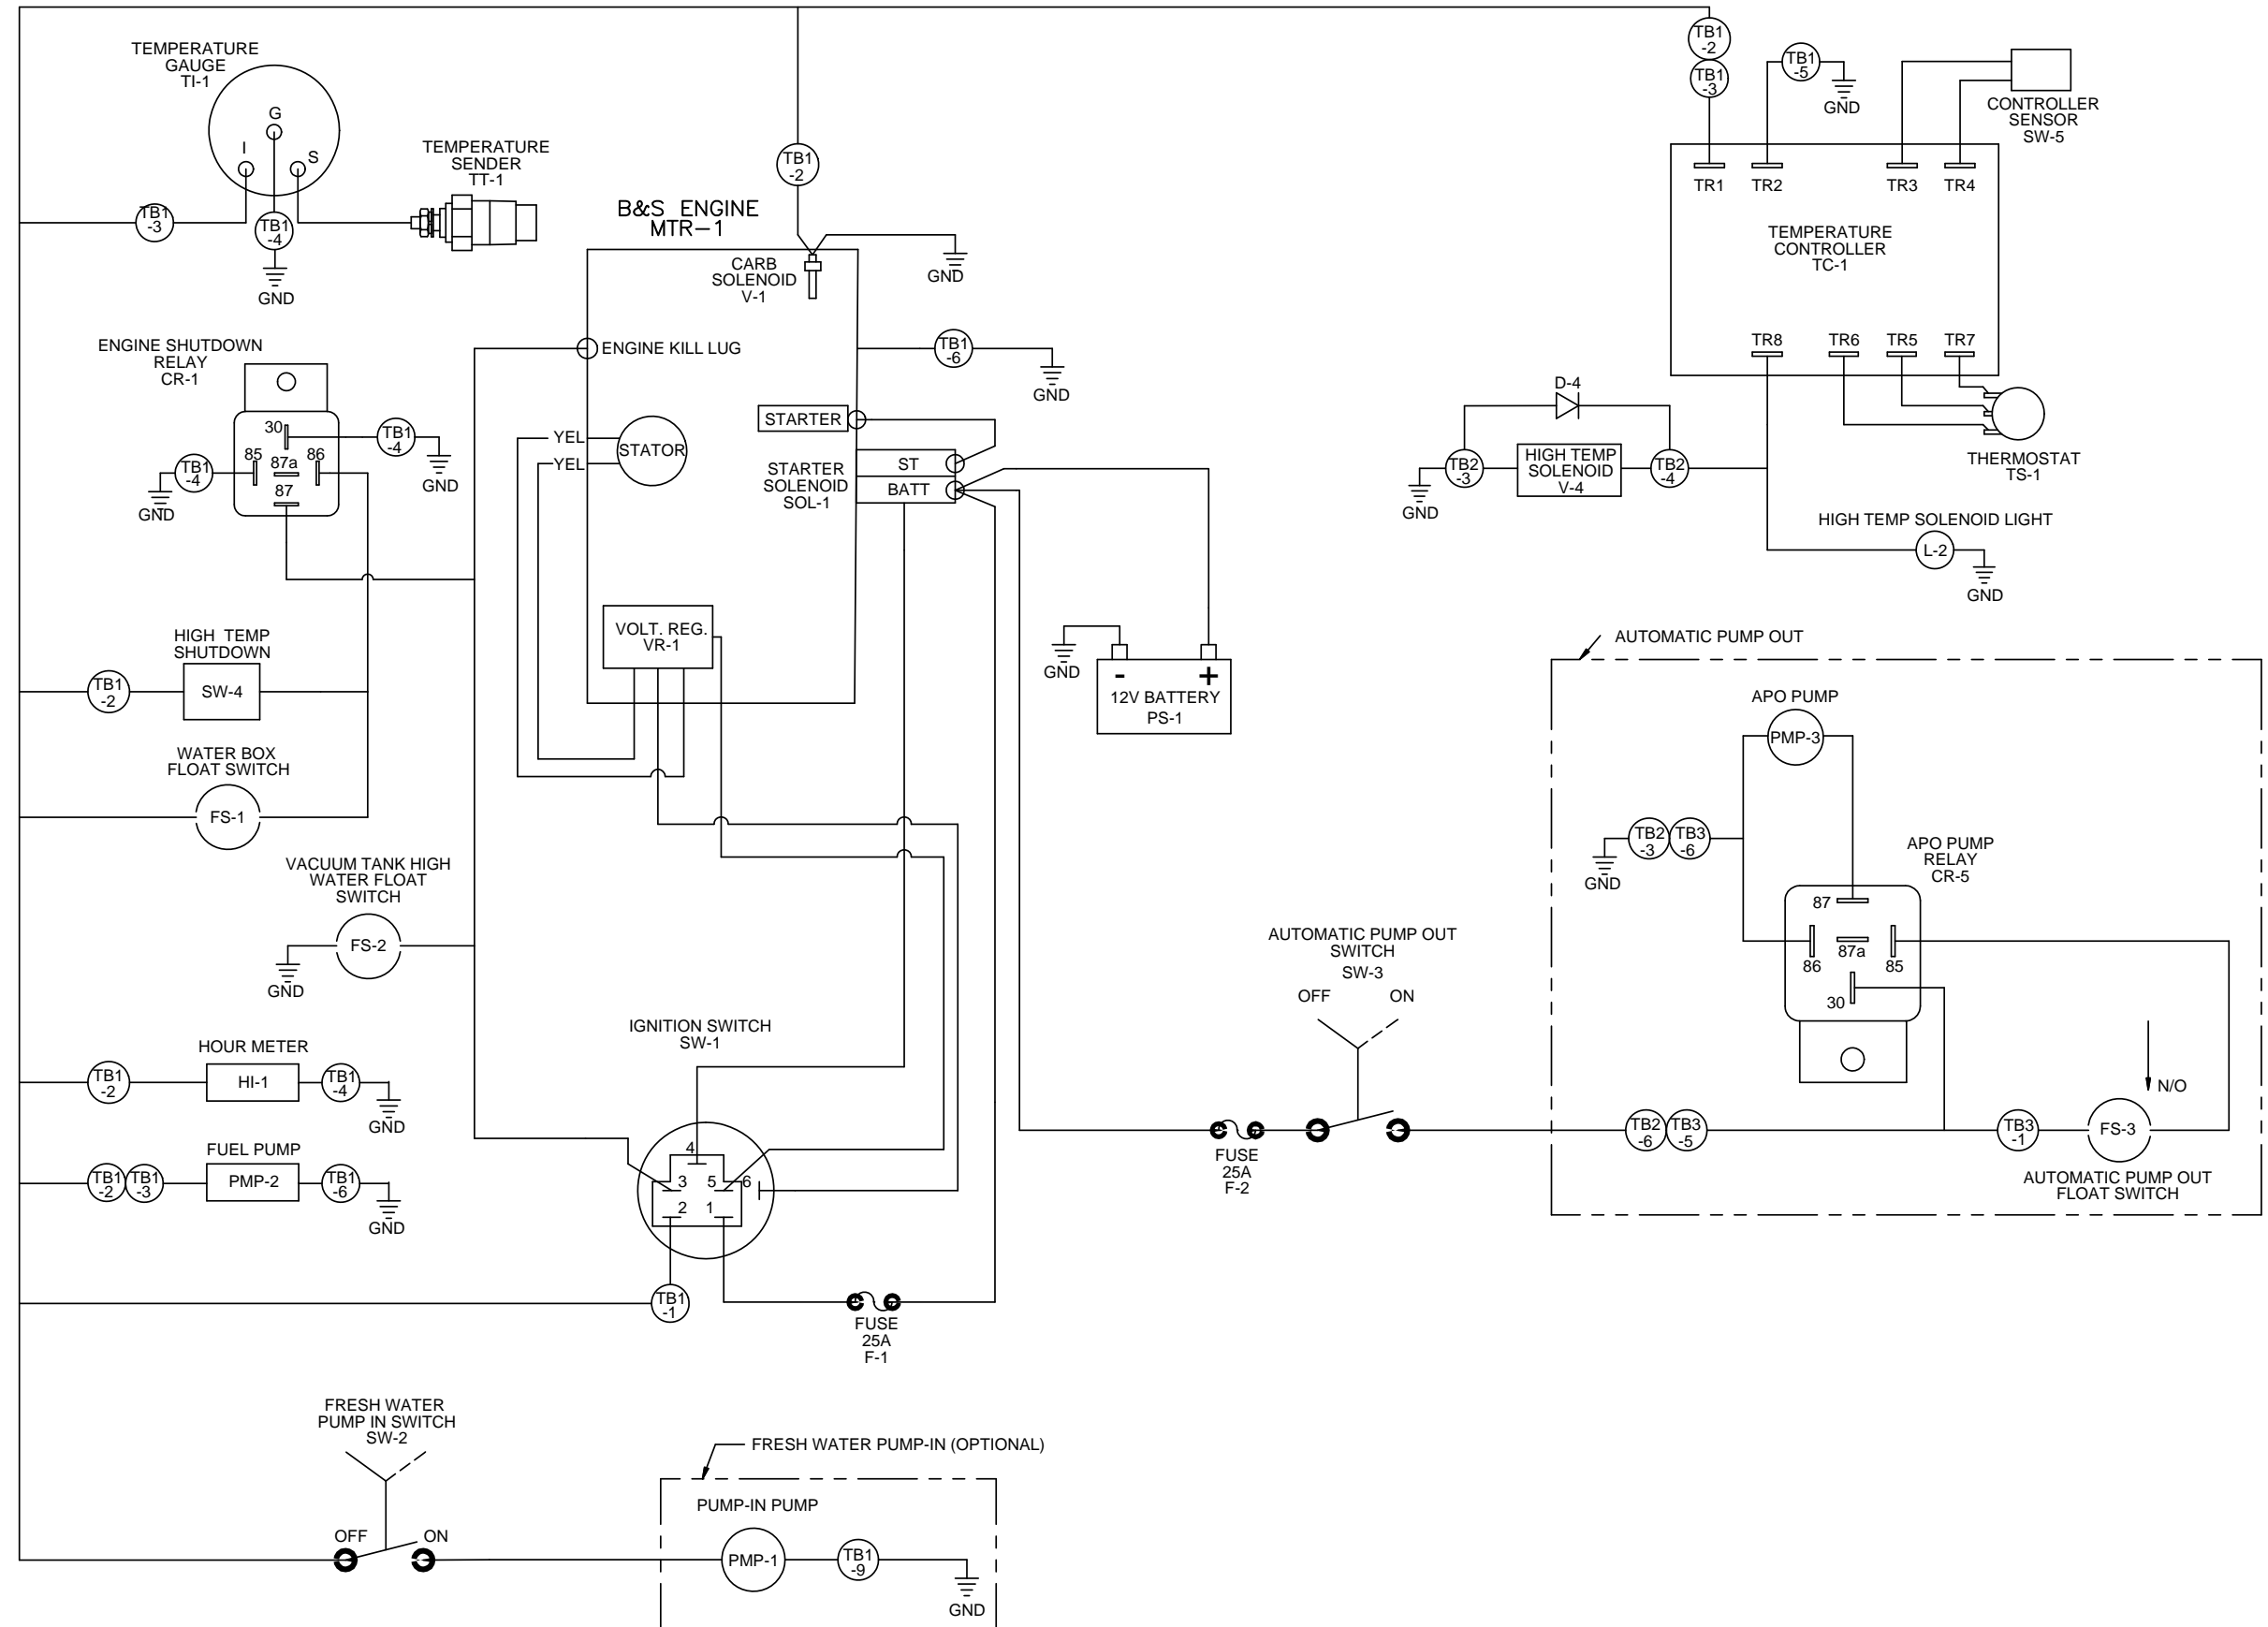 TEMPERATURE
GAUGE
TI-1
G
I
S
TB1
-3
TB1
-4
GND
TEMPERATURE
SENDER
TT-1
B&S ENGINE
MTR-1
TB1
-2
CARB
SOLENOID
V-1
GND
ENGINE KILL LUG
TB1
-6
GND
STARTER
YEL
YEL
STATOR
STARTER
SOLENOID
SOL-1
ST
BATT
VOLT. REG.
VR-1
ENGINE SHUTDOWN
RELAY
CR-1
30
85
87a
86
87
TB1
-4
GND
TB1
-4
GND
HIGH TEMP
SHUTDOWN
TB1
-2
SW-4
WATER BOX
FLOAT SWITCH
FS-1
VACUUM TANK HIGH
WATER FLOAT
SWITCH
FS-2
GND
HOUR METER
TB1
-2
HI-1
TB1
-4
GND
FUEL PUMP
TB1
-2
TB1
-3
PMP-2
TB1
-6
GND
IGNITION SWITCH
SW-1
4
3
5
6
2
1
TB1
-1
FUSE
25A
F-1
GND
-
+
12V BATTERY
PS-1
TB1
-2
TB1
-3
TB1
-5
GND
CONTROLLER
SENSOR
SW-5
TR1
TR2
TR3
TR4
TEMPERATURE
CONTROLLER
TC-1
TR8
TR6
TR5
TR7
THERMOSTAT
TS-1
D-4
TB2
-3
HIGH TEMP
SOLENOID
V-4
TB2
-4
GND
HIGH TEMP SOLENOID LIGHT
L-2
GND
AUTOMATIC PUMP OUT
APO PUMP
PMP-3
TB2
-3
TB3
-6
GND
APO PUMP
RELAY
CR-5
87
86
87a
85
30
N/O
AUTOMATIC PUMP OUT
SWITCH
SW-3
OFF
ON
FUSE
25A
F-2
TB2
-6
TB3
-5
TB3
-1
FS-3
AUTOMATIC PUMP OUT
FLOAT SWITCH
FRESH WATER
PUMP IN SWITCH
SW-2
OFF
ON
FRESH WATER PUMP-IN (OPTIONAL)
PUMP-IN PUMP
PMP-1
TB1
-9
GND